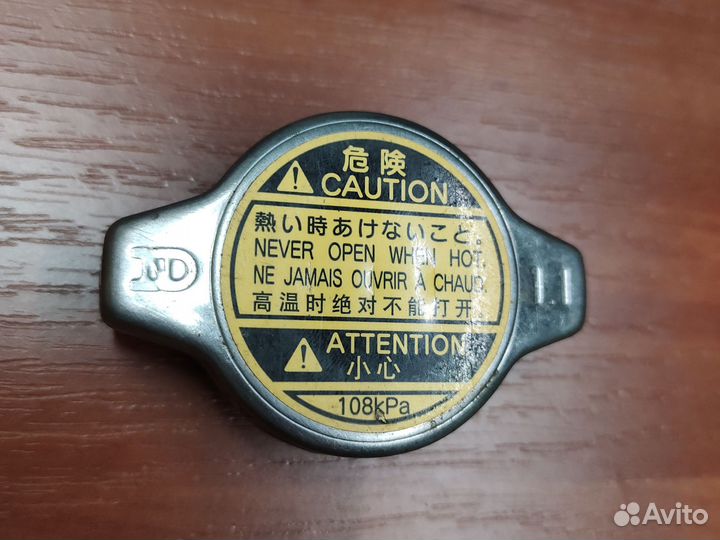 危険
CAUTION
熱い時あけないこと。
NEVER OPEN WHEN HOT.
NE JAMAIS OUVRIR À CHAUD.
高温时绝对不能打开。
ATTENTION
小心
108kPa
Avito